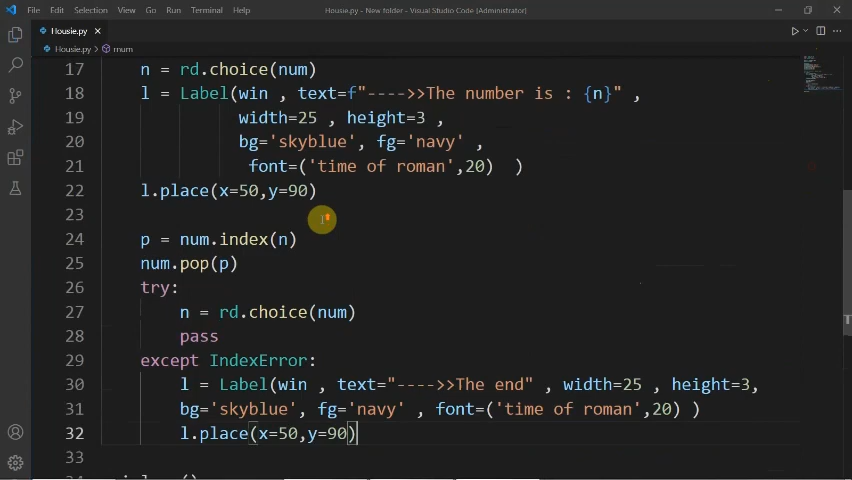 File Edit Selection View Go Run Terminal Help Housie.py - New folder - Visual Studio Code (Administrator)
Housie.py
Housie.py > mum
17 n = rd.choice(num)
18 l = Label(win , text=f"---->>The number is : {n}" ,
19 width=25 , height=3 ,
20 bg='skyblue', fg='navy' ,
21 font=('time of roman',20) )
22 l.place(x=50,y=90)
23
24 p = num.index(n)
25 num.pop(p)
26 try:
27 n = rd.choice(num)
28 pass
29 except IndexError:
30 l = Label(win , text="---->>The end" , width=25 , height=3,
31 bg='skyblue', fg='navy' , font=('time of roman',20) )
32 l.place(x=50,y=90)
33